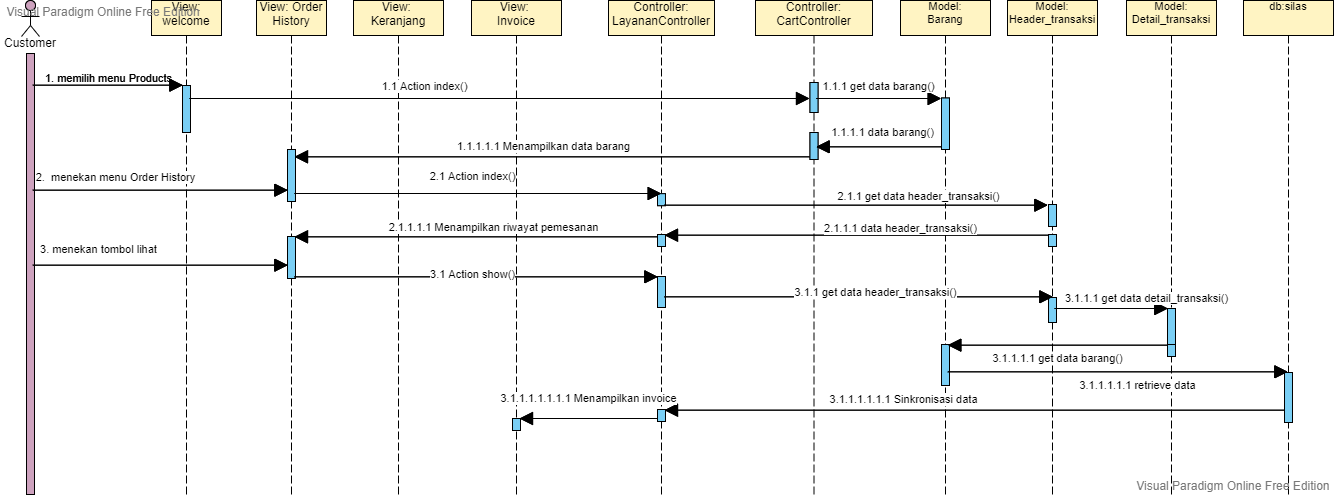 Visual Paradigm Online Free Edition
Customer
View:
welcome
View: Order
History
View:
Keranjang
View:
Invoice
Controller:
LayananController
Controller:
CartController
Model:
Barang
Model:
Header_transaksi
Model:
Detail_transaksi
db:silas
1. memilih menu Products
1.1 Action index()
1.1.1 get data barang()
1.1.1.1 data barang()
1.1.1.1.1 Menampilkan data barang
2. menekan menu Order History
2.1 Action index()
2.1.1 get data header_transaksi()
2.1.1.1.1 Menampilkan riwayat pemesanan
2.1.1.1 data header_transaksi()
3. menekan tombol lihat
3.1 Action show()
3.1.1 get data header_transaksi()
3.1.1.1 get data detail_transaksi()
3.1.1.1.1 get data barang()
3.1.1.1.1.1 retrieve data
3.1.1.1.1.1.1 Sinkronisasi data
3.1.1.1.1.1.1.1 Menampilkan invoice
Visual Paradigm Online Free Edition